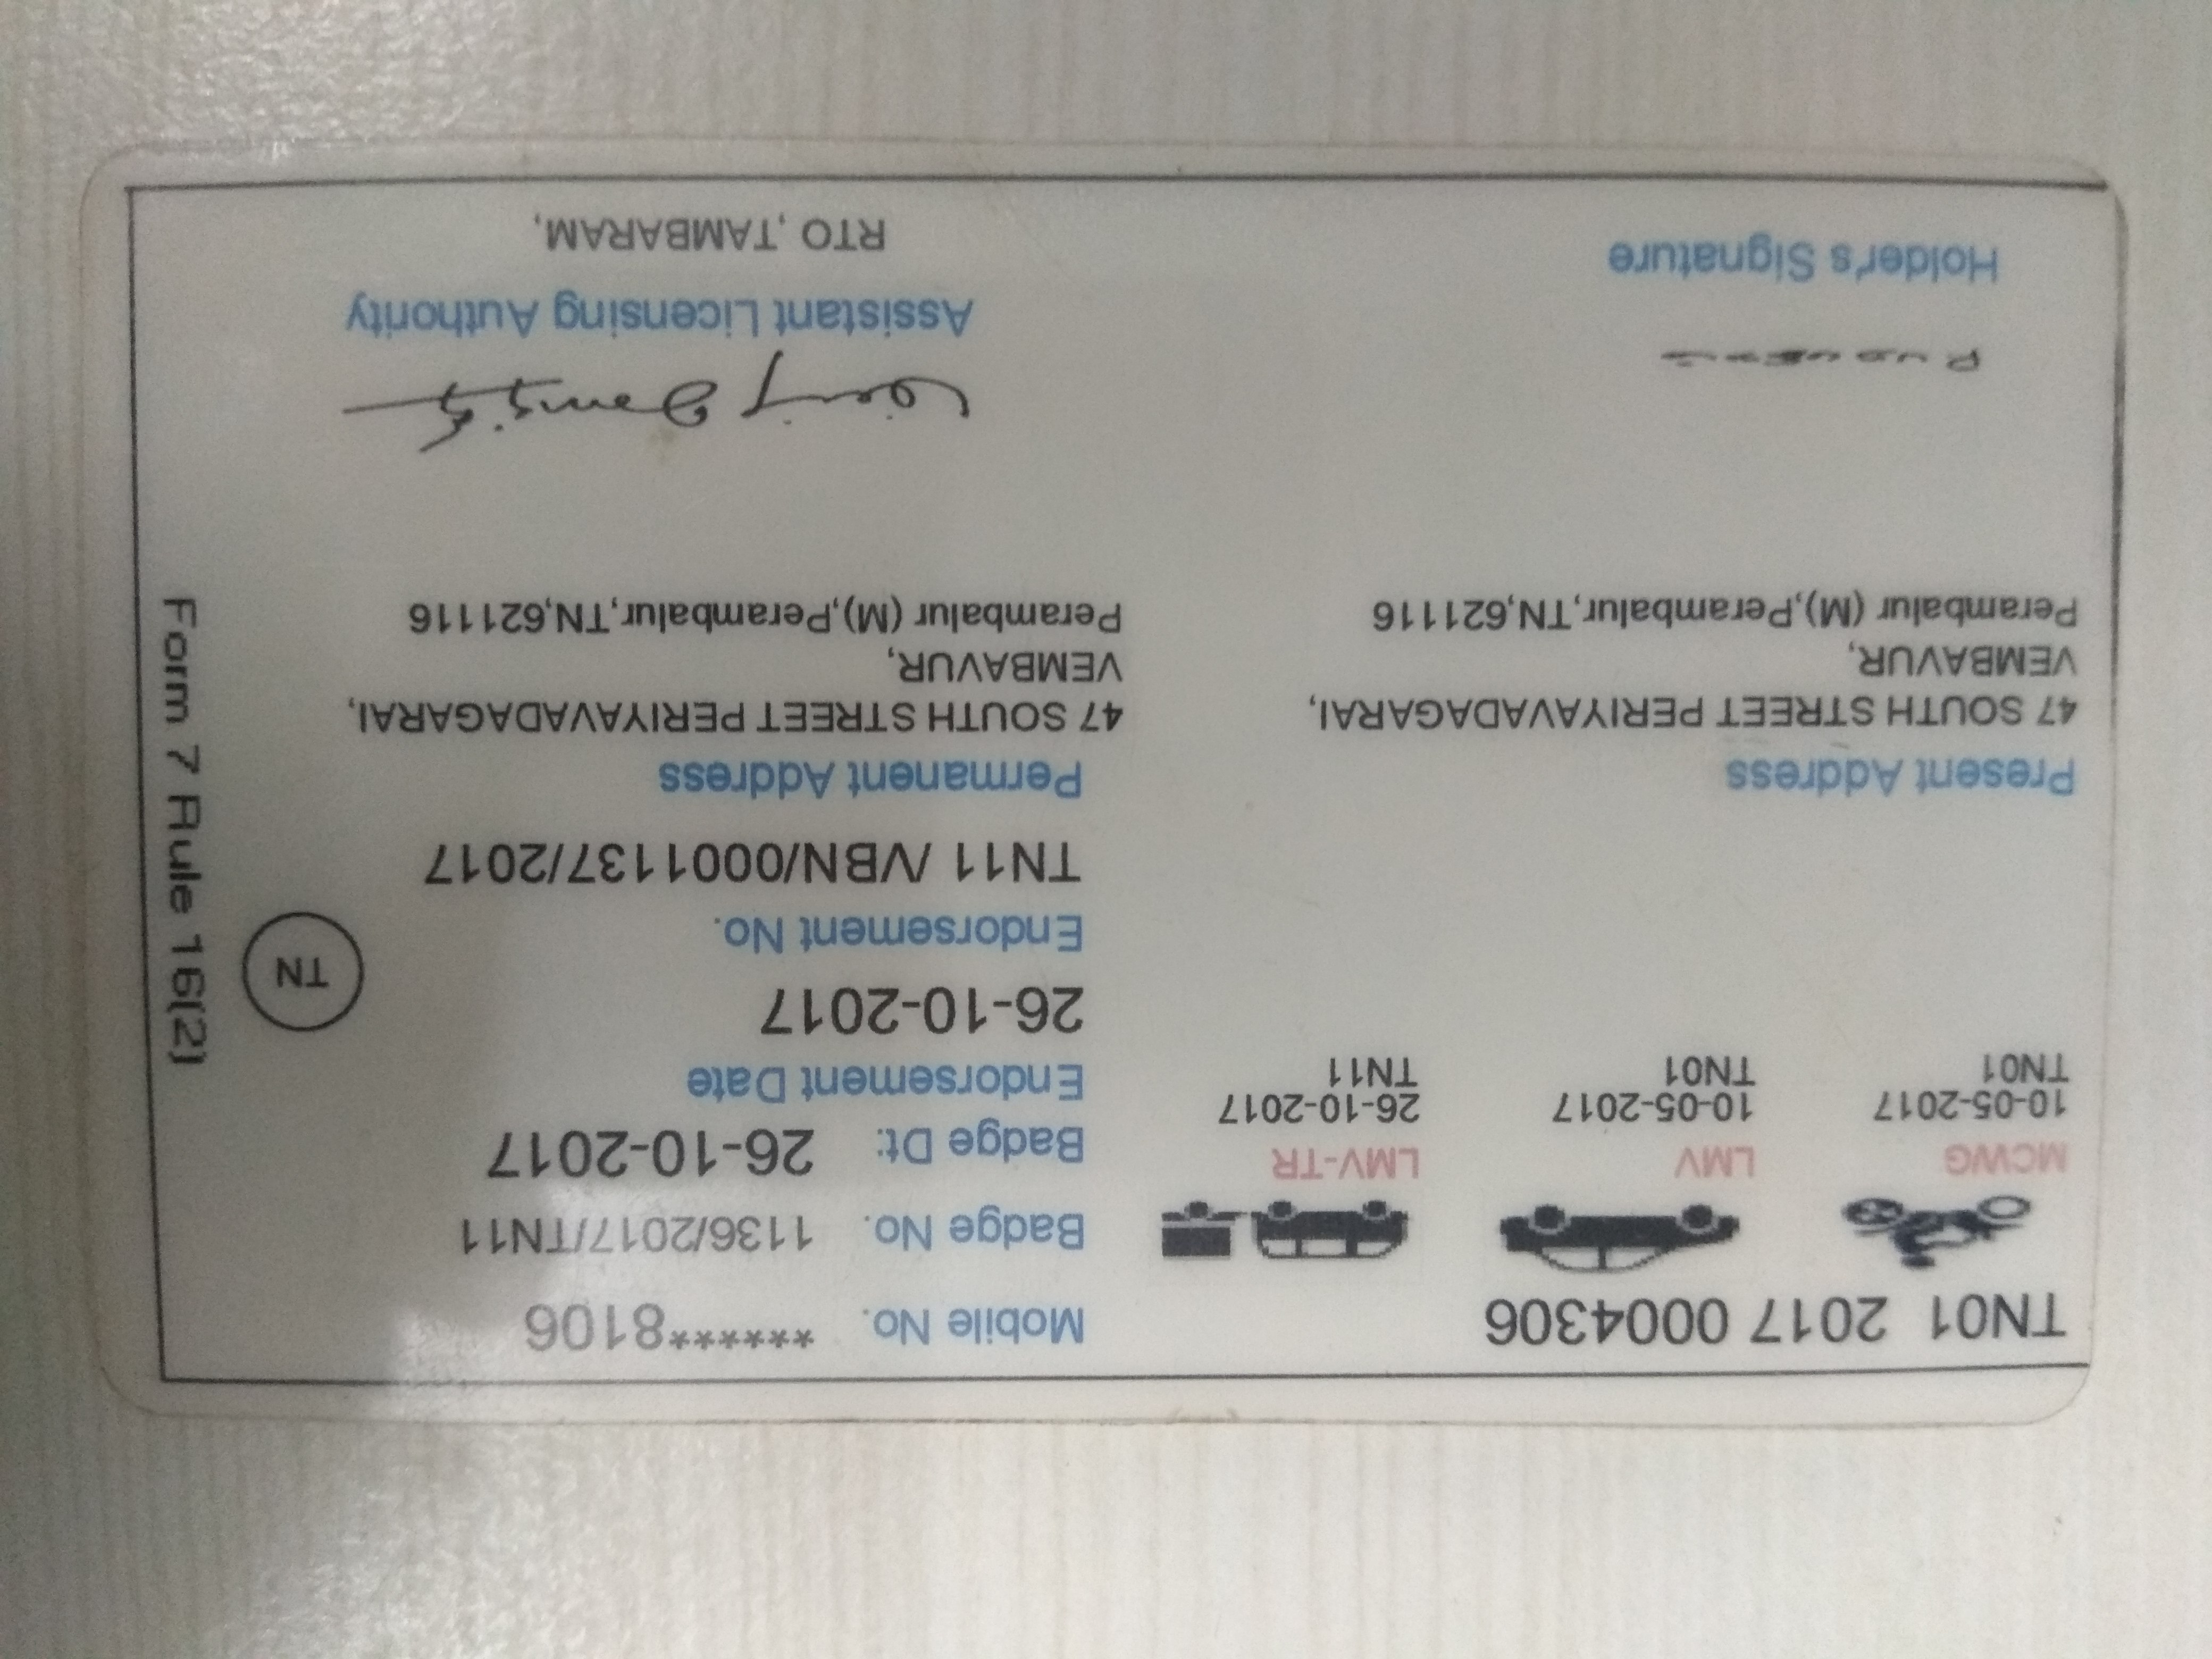 TN01 2017 0004306
MCWG
10-05-2017
TN01
LMV
10-05-2017
TN01
LMV-TR
26-10-2017
TN11
Mobile No. ******8106
Badge No. 1136/2017/TN11
Badge Dt: 26-10-2017
Endorsement Date
26-10-2017
Endorsement No.
TN11 /VBN/0001137/2017
TN
Form 7 Rule 16(2)
Present Address
47 SOUTH STREET PERIYAVADAGARAI,
VEMBAVUR,
Perambalur (M),Perambalur,TN,621116
Permanent Address
47 SOUTH STREET PERIYAVADAGARAI,
VEMBAVUR,
Perambalur (M),Perambalur,TN,621116
Holder's Signature
Assistant Licensing Authority
RTO ,TAMBARAM,